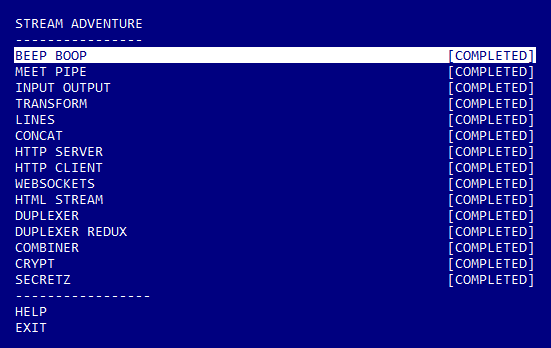 STREAM ADVENTURE
----------------
BEEP BOOP [COMPLETED]
MEET PIPE [COMPLETED]
INPUT OUTPUT [COMPLETED]
TRANSFORM [COMPLETED]
LINES [COMPLETED]
CONCAT [COMPLETED]
HTTP SERVER [COMPLETED]
HTTP CLIENT [COMPLETED]
WEBSOCKETS [COMPLETED]
HTML STREAM [COMPLETED]
DUPLEXER [COMPLETED]
DUPLEXER REDUX [COMPLETED]
COMBINER [COMPLETED]
CRYPT [COMPLETED]
SECRETZ [COMPLETED]
-----------------
HELP
EXIT